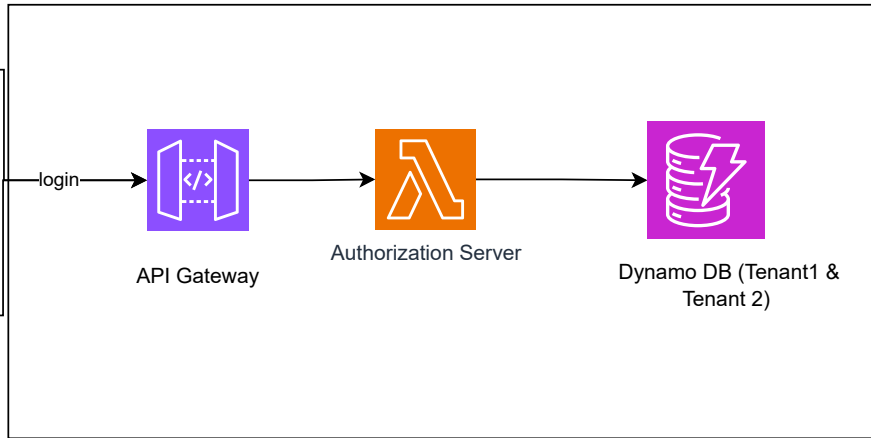 login
</>
API Gateway
Authorization Server
Dynamo DB (Tenant1 &
Tenant 2)